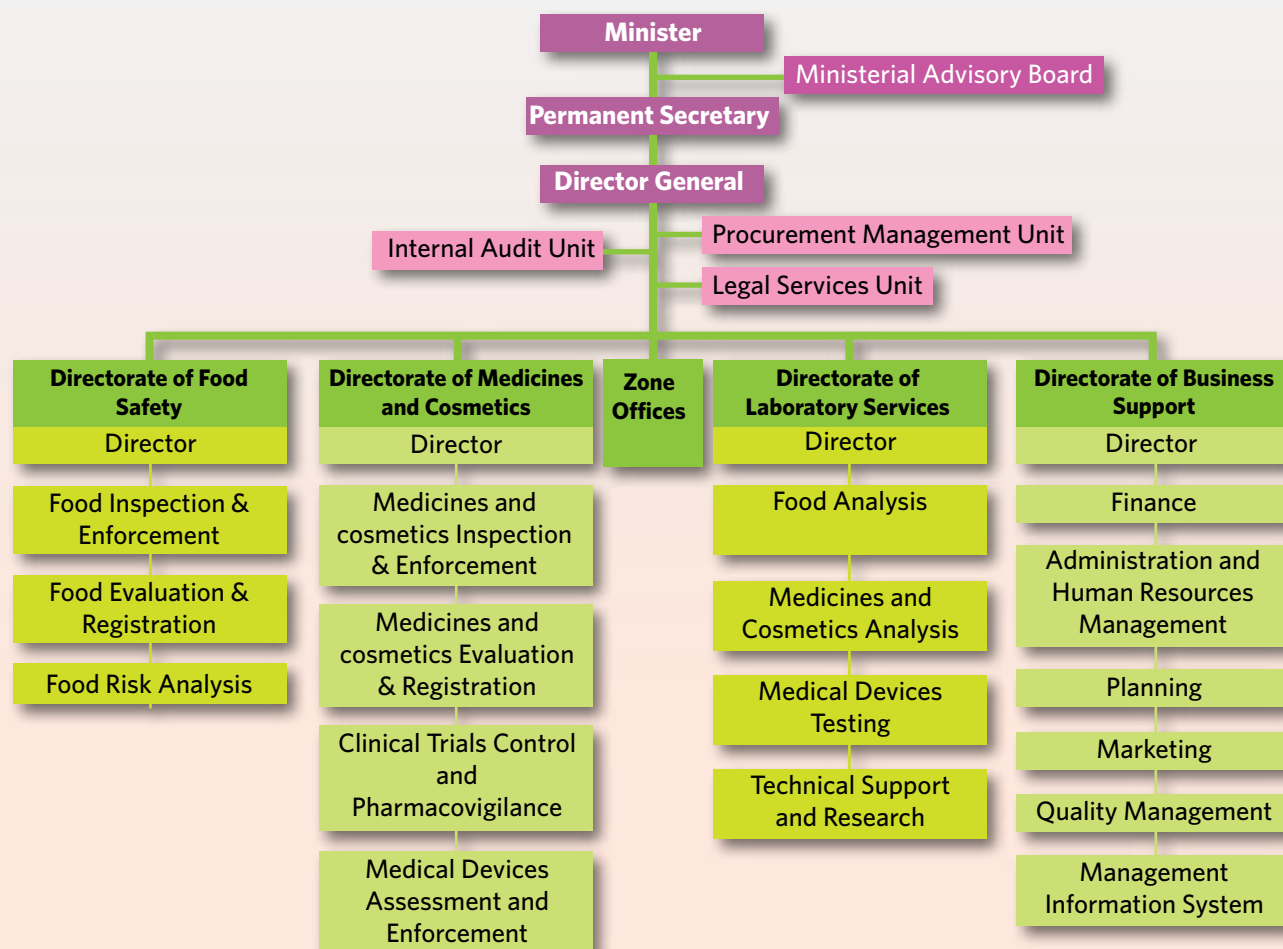 Minister
Ministerial Advisory Board
Permanent Secretary
Director General
Procurement Management Unit
Internal Audit Unit
Legal Services Unit
Directorate of Food
Safety
Director
Food Inspection &
Enforcement
Food Evaluation &
Registration
Food Risk Analysis
Directorate of Medicines
and Cosmetics
Director
Medicines and
cosmetics Inspection
& Enforcement
Medicines and
cosmetics Evaluation
& Registration
Clinical Trials Control
and
Pharmacovigilance
Medical Devices
Assessment and
Enforcement
Zone
Offices
Directorate of
Laboratory Services
Director
Food Analysis
Medicines and
Cosmetics Analysis
Medical Devices
Testing
Technical Support
and Research
Directorate of Business
Support
Director
Finance
Administration and
Human Resources
Management
Planning
Marketing
Quality Management
Management
Information System